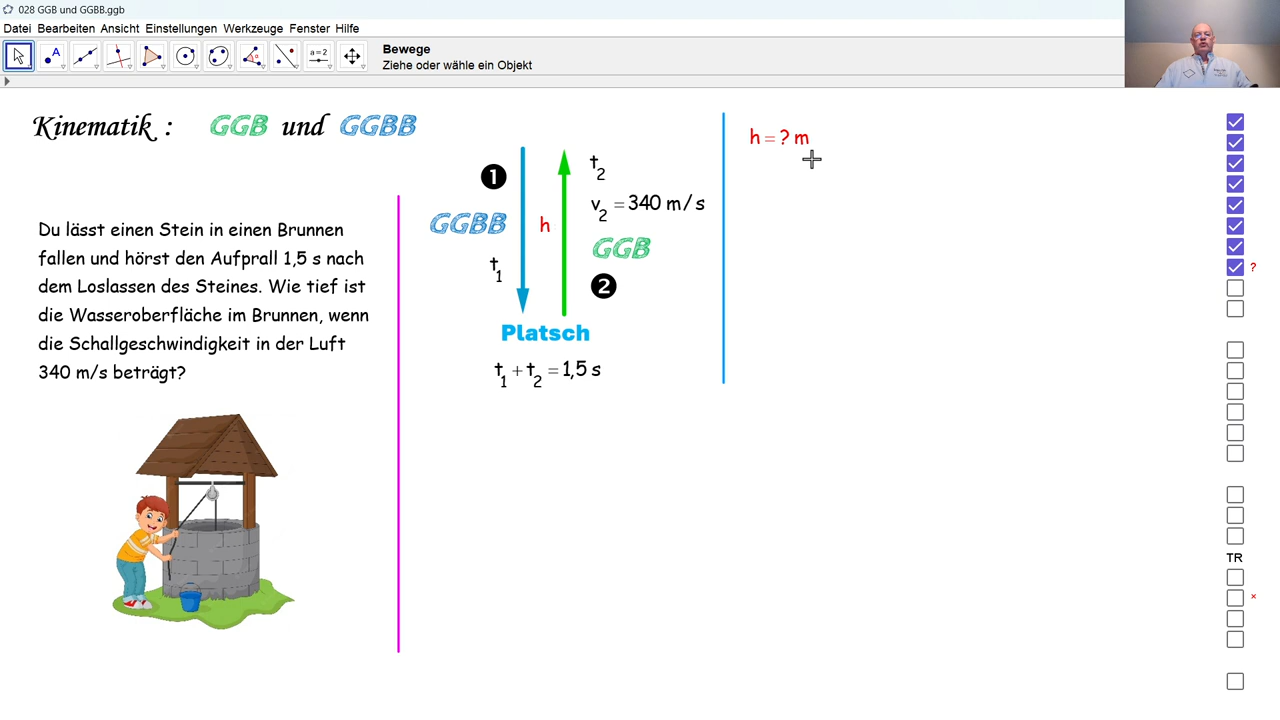 028 GGB und GGBB.ggb
Datei Bearbeiten Ansicht Einstellungen Werkzeuge Fenster Hilfe
A
a=2
Bewege
Ziehe oder wähle ein Objekt
Kinematik : GGB und GGBB
Du lässt einen Stein in einen Brunnen
fallen und hörst den Aufprall 1,5 s nach
dem Loslassen des Steines. Wie tief ist
die Wasseroberfläche im Brunnen, wenn
die Schallgeschwindigkeit in der Luft
340 m/s beträgt?
❶
GGBB
t₁
h
t₂
v₂ = 340 m/s
GGB
❷
Platsch
t₁ + t₂ = 1,5 s
h = ? m
?
TR
×